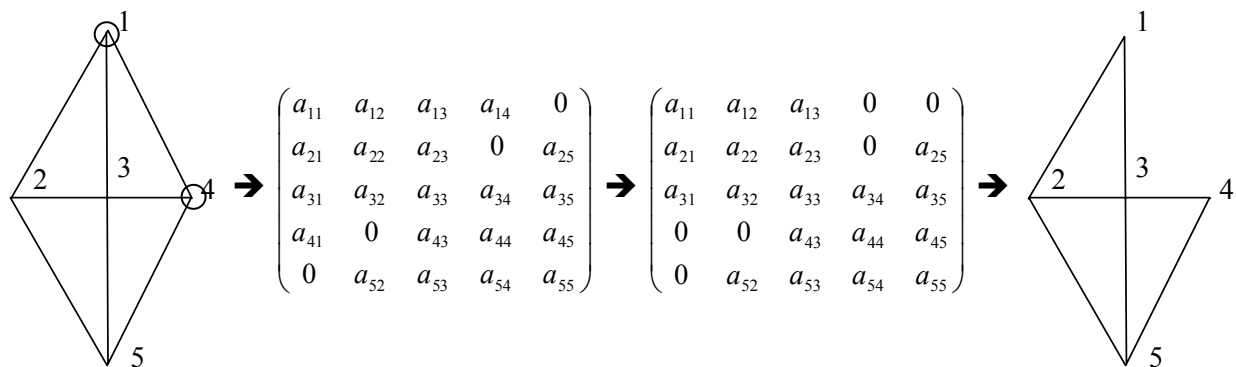 1
2 3 4
5
a₁₁ a₁₂ a₁₃ a₁₄ 0
a₂₁ a₂₂ a₂₃ 0 a₂₅
a₃₁ a₃₂ a₃₃ a₃₄ a₃₅
a₄₁ 0 a₄₃ a₄₄ a₄₅
0 a₅₂ a₅₃ a₅₄ a₅₅
a₁₁ a₁₂ a₁₃ 0 0
a₂₁ a₂₂ a₂₃ 0 a₂₅
a₃₁ a₃₂ a₃₃ a₃₄ a₃₅
0 0 a₄₃ a₄₄ a₄₅
0 a₅₂ a₅₃ a₅₄ a₅₅
1
2 3 4
5